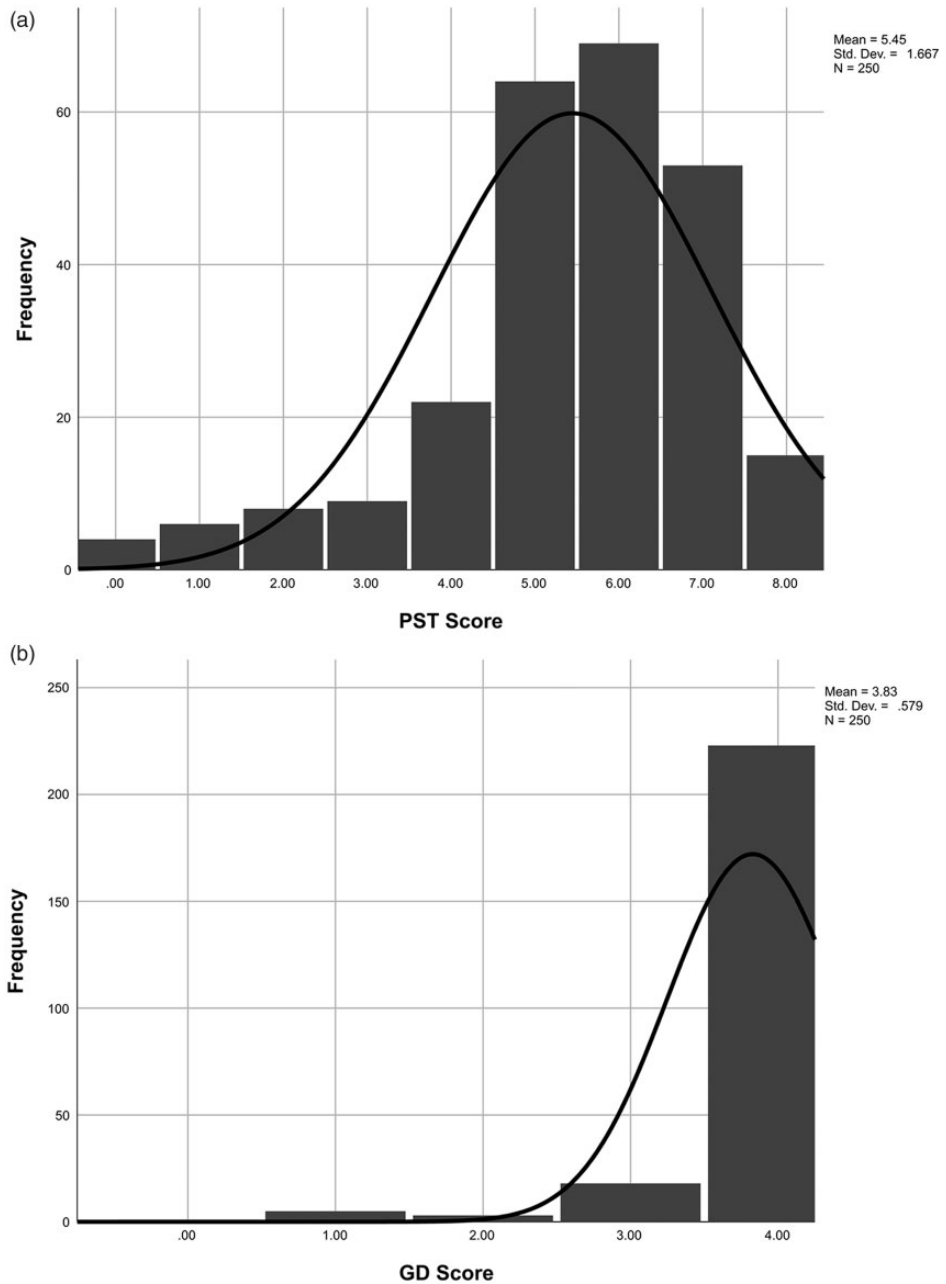 (a)
Mean = 5.45
Std. Dev. = 1.667
N = 250
60
40
20
0
Frequency
.00 1.00 2.00 3.00 4.00 5.00 6.00 7.00 8.00
PST Score
(b)
Mean = 3.83
Std. Dev. = .579
N = 250
250
200
150
100
50
0
Frequency
.00 1.00 2.00 3.00 4.00
GD Score